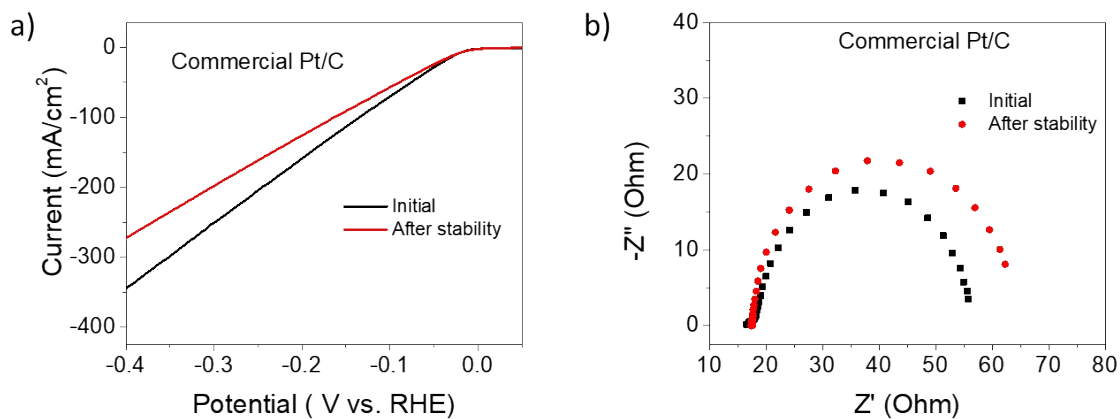 a)
Commercial Pt/C
0
-100
-200
-300
-400
Current (mA/cm²)
Initial
After stability
-0.4
-0.3
-0.2
-0.1
0.0
Potential ( V vs. RHE)
b)
Commercial Pt/C
40
30
20
10
0
-Z" (Ohm)
Initial
After stability
10
20
30
40
50
60
70
80
Z' (Ohm)